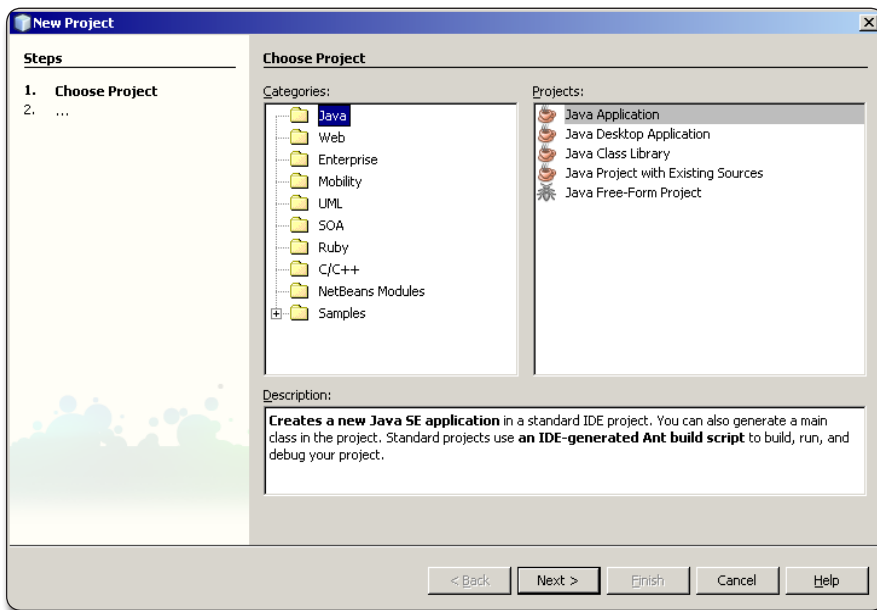 New Project
Steps
1. Choose Project
2. ...
Choose Project
Categories:
Java
Web
Enterprise
Mobility
UML
SOA
Ruby
C/C++
NetBeans Modules
Samples
Projects:
Java Application
Java Desktop Application
Java Class Library
Java Project with Existing Sources
Java Free-Form Project
Description:
Creates a new Java SE application in a standard IDE project. You can also generate a main
class in the project. Standard projects use an IDE-generated Ant build script to build, run, and
debug your project.
< Back
Next >
Finish
Cancel
Help